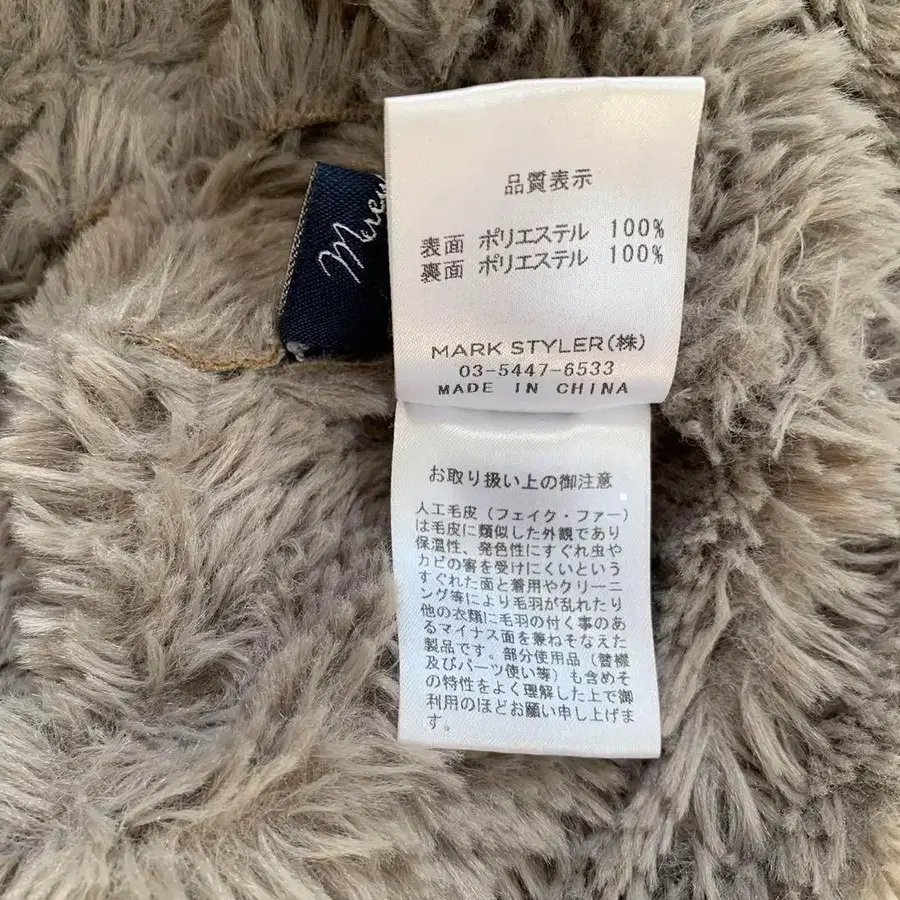 品質表示
表面 ポリエステル 100%
裏面 ポリエステル 100%
MARK STYLER(株)
03-5447-6533
MADE IN CHINA
お取り扱い上の御注意
人工毛皮（フェイク・ファー）
は毛皮に類似した外観であり
保温性、発色性にすぐれ虫や
カビの害を受けにくいという
すぐれた面と着用やクリーニ
ング等により毛羽が乱れたり
他の衣類に毛羽の付く事のあ
るマイナス面を兼ねそなえた
製品です。部分使用品（替襟
及びパーツ使い等）も含めそ
の特性をよく理解した上で御
利用のほどお願い申し上げま
す。